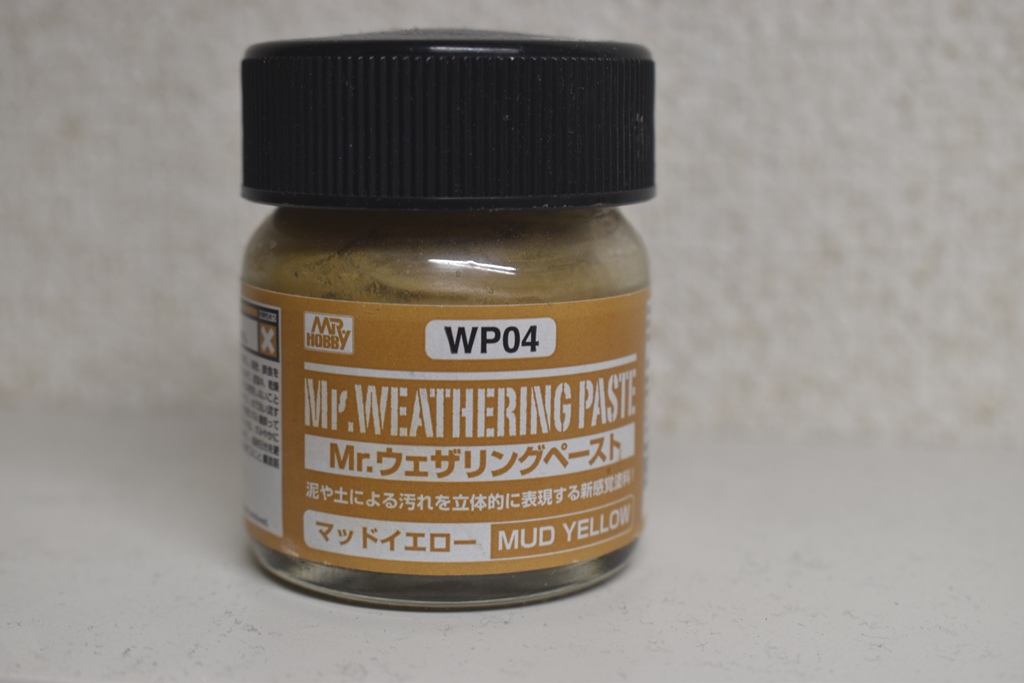 MR HOBBY
WP04
Mr.WEATHERING PASTE
Mr.ウェザリングペースト
泥や土による汚れを立体的に表現する新感覚塗料!
マッドイエロー MUD YELLOW